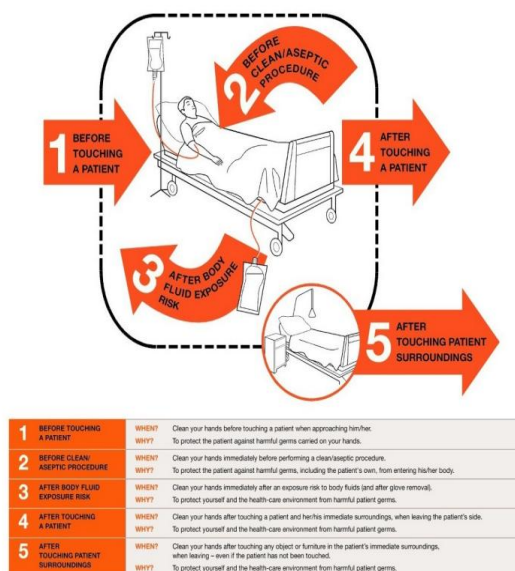 1 BEFORE
TOUCHING
A PATIENT
2 BEFORE
CLEAN/ASEPTIC
PROCEDURE
3 AFTER BODY
FLUID EXPOSURE
RISK
4 AFTER
TOUCHING
A PATIENT
5 AFTER
TOUCHING PATIENT
SURROUNDINGS
1 BEFORE TOUCHING
A PATIENT
WHEN? Clean your hands before touching a patient when approaching him/her.
WHY? To protect the patient against harmful germs carried on your hands.
2 BEFORE CLEAN/
ASEPTIC PROCEDURE
WHEN? Clean your hands immediately before performing a clean/aseptic procedure.
WHY? To protect the patient against harmful germs, including the patient's own, from entering his/her body.
3 AFTER BODY FLUID
EXPOSURE RISK
WHEN? Clean your hands immediately after an exposure risk to body fluids (and after glove removal).
WHY? To protect yourself and the health-care environment from harmful patient germs.
4 AFTER TOUCHING
A PATIENT
WHEN? Clean your hands after touching a patient and her/his immediate surroundings, when leaving the patient's side.
WHY? To protect yourself and the health-care environment from harmful patient germs.
5 AFTER
TOUCHING PATIENT
SURROUNDINGS
WHEN? Clean your hands after touching any object or furniture in the patient's immediate surroundings,
when leaving – even if the patient has not been touched.
WHY? To protect yourself and the health-care environment from harmful patient germs.